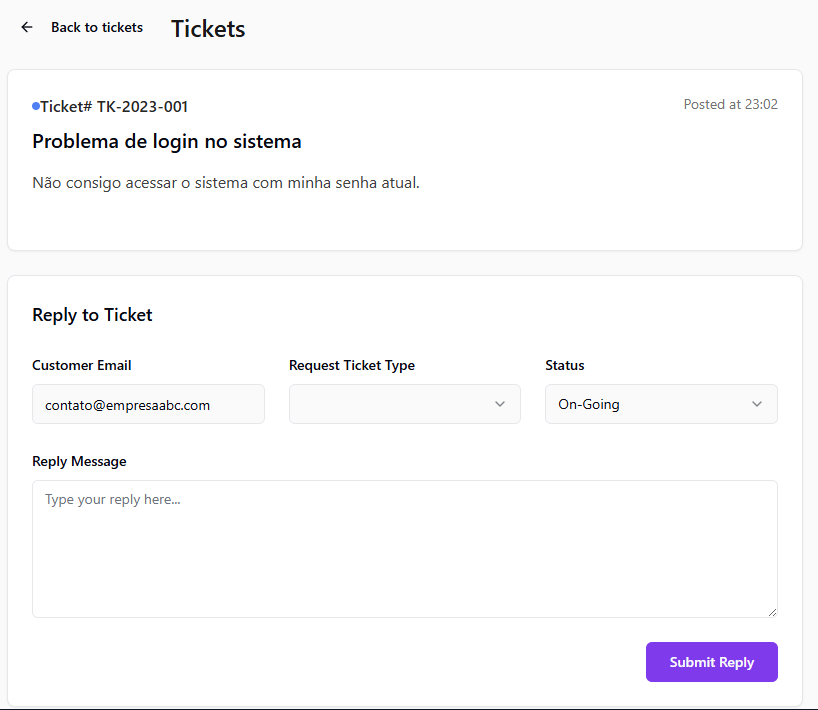 Back to tickets
Tickets
Ticket# TK-2023-001
Posted at 23:02
Problema de login no sistema
Não consigo acessar o sistema com minha senha atual.
Reply to Ticket
Customer Email
Request Ticket Type
Status
contato@empresaabc.com
On-Going
Reply Message
Type your reply here...
Submit Reply